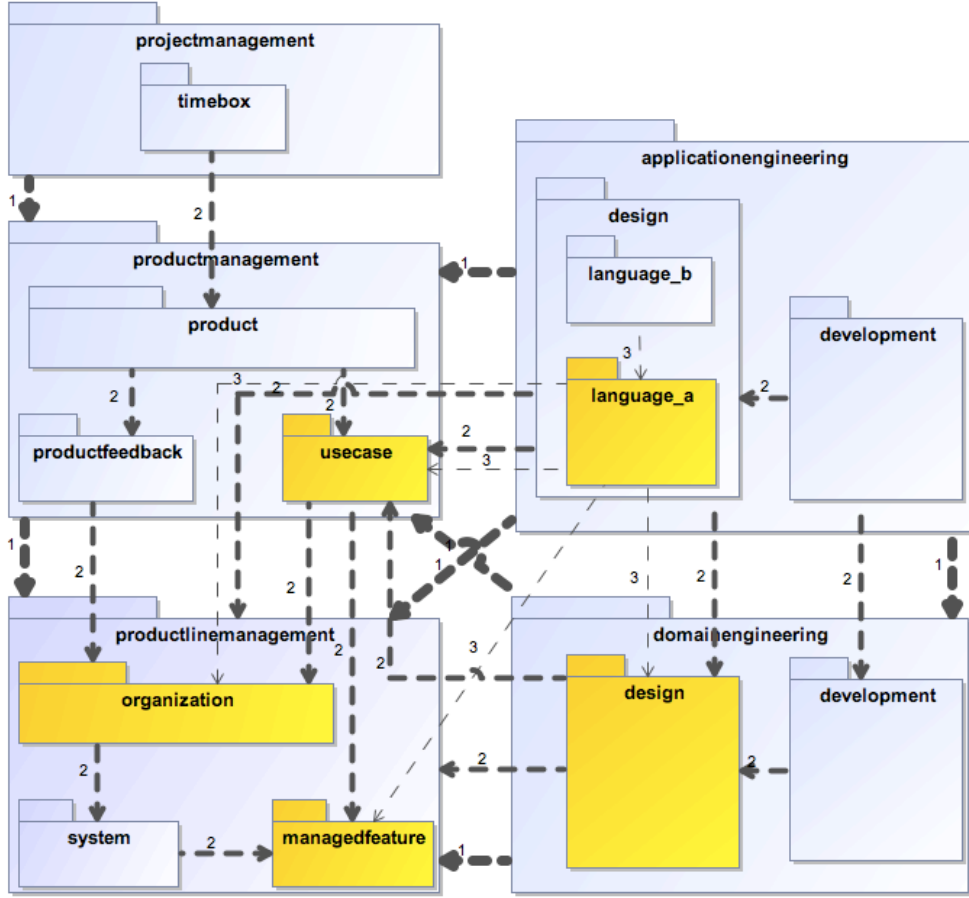 projectmanagement
timebox
applicationengineering
1
2
design
productmanagement
language_b
1
product
development
3
3
2
language_a
2
2
2
productfeedback
usecase
2
3
1
1
1
1
2
2
3
2
2
productlinemanagement
domainengineering
2
2
3
organization
design
development
2
2
2
system
2
managedfeature
1